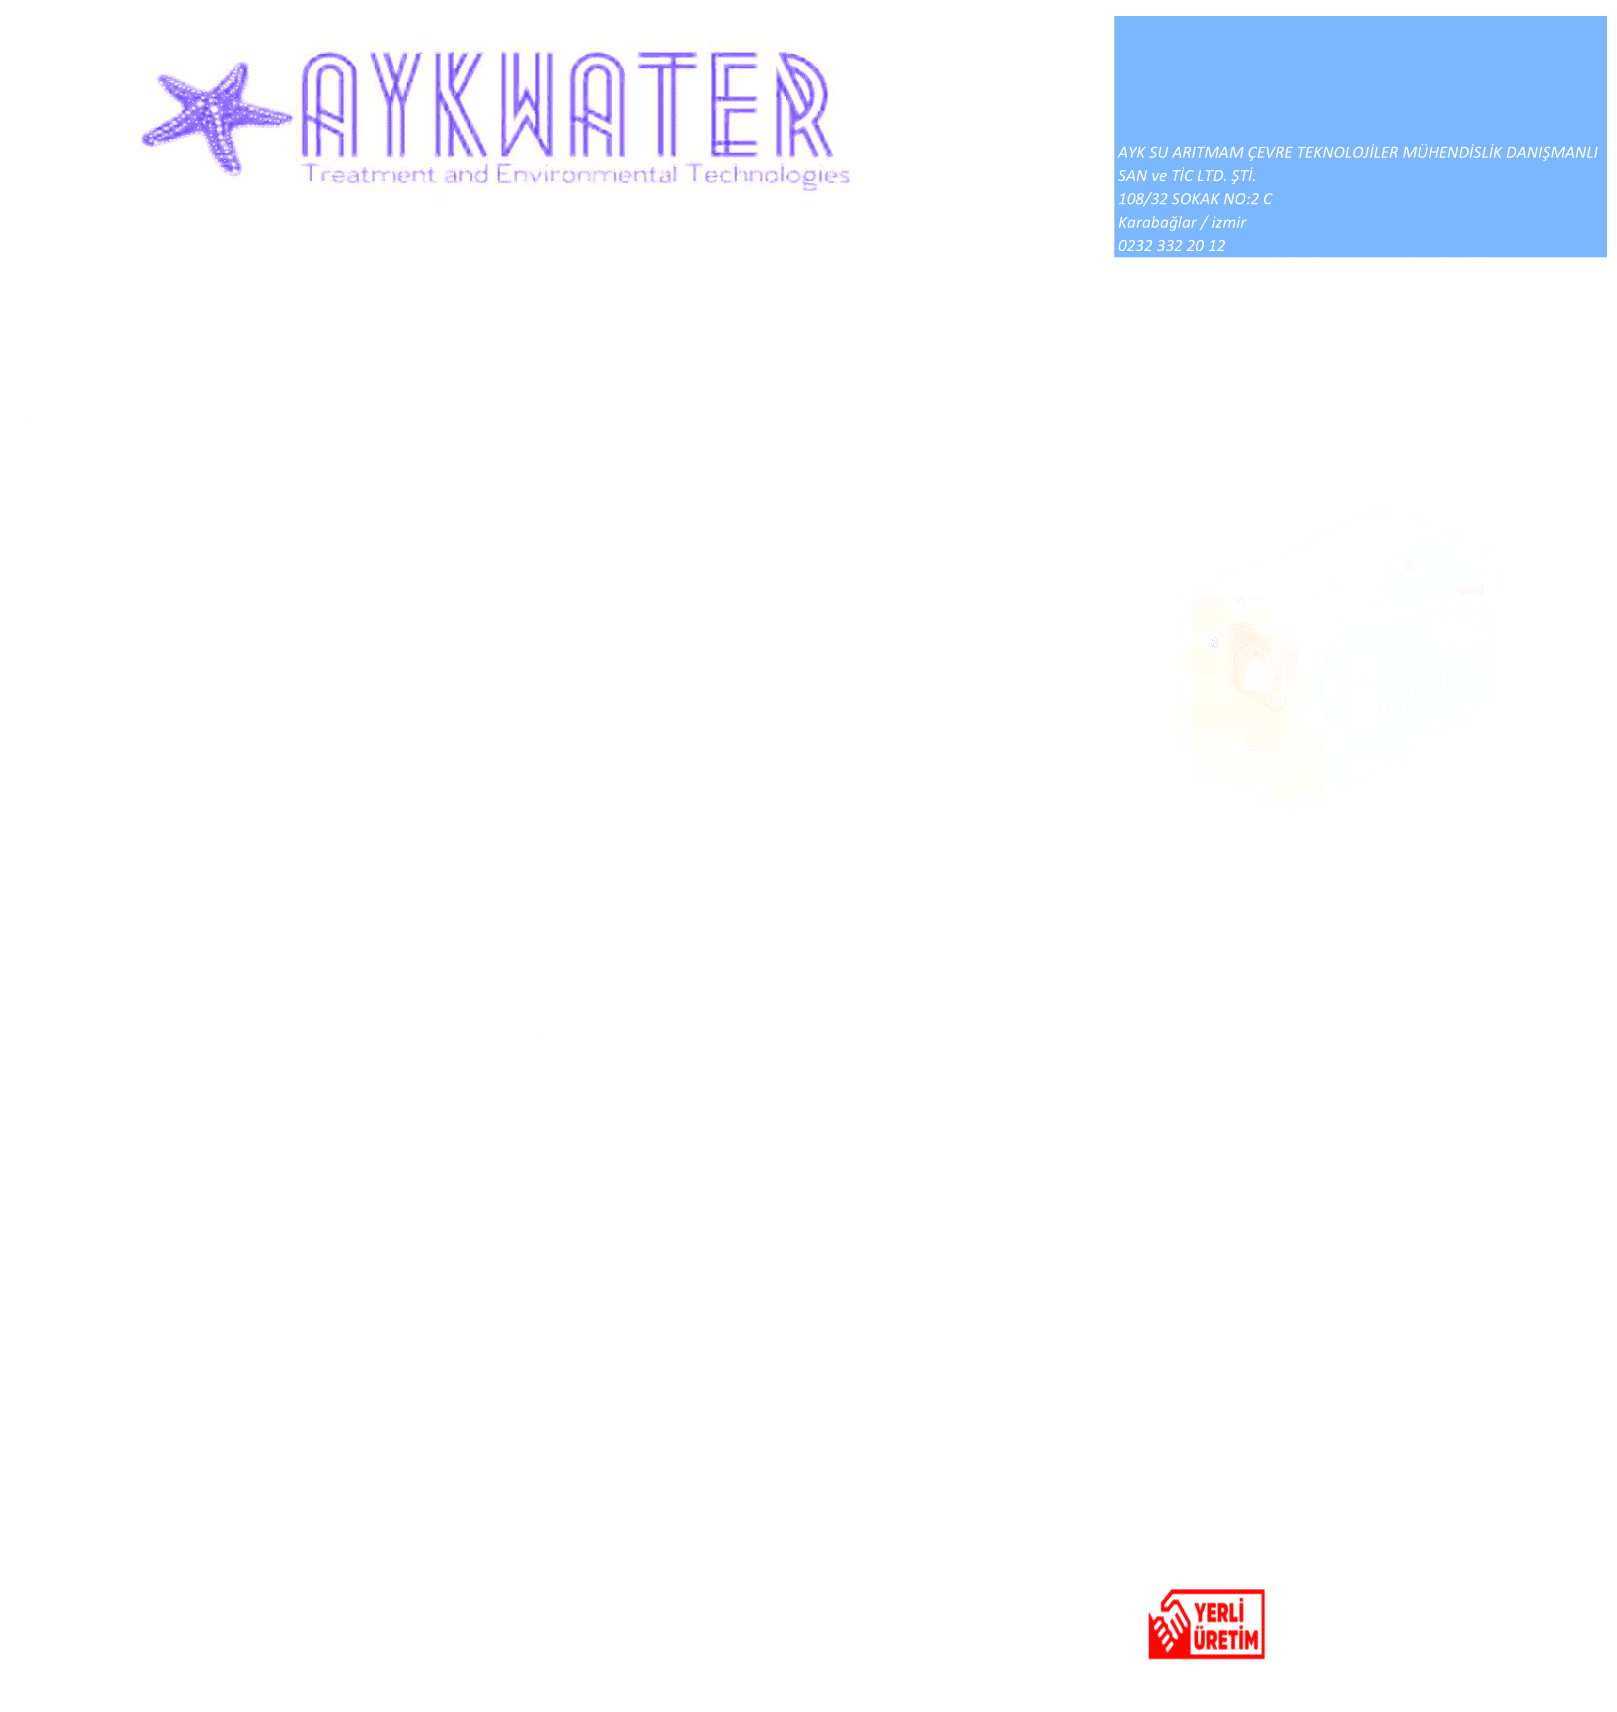 AYKWATER
Treatment and Environmental Technologies
AYK SU ARITMAM ÇEVRE TEKNOLOJİLER MÜHENDİSLİK DANIŞMANLI
SAN ve TİC LTD. ŞTİ.
108/32 SOKAK NO:2 C
Karabağlar / izmir
0232 332 20 12
YERLİ
ÜRETİM